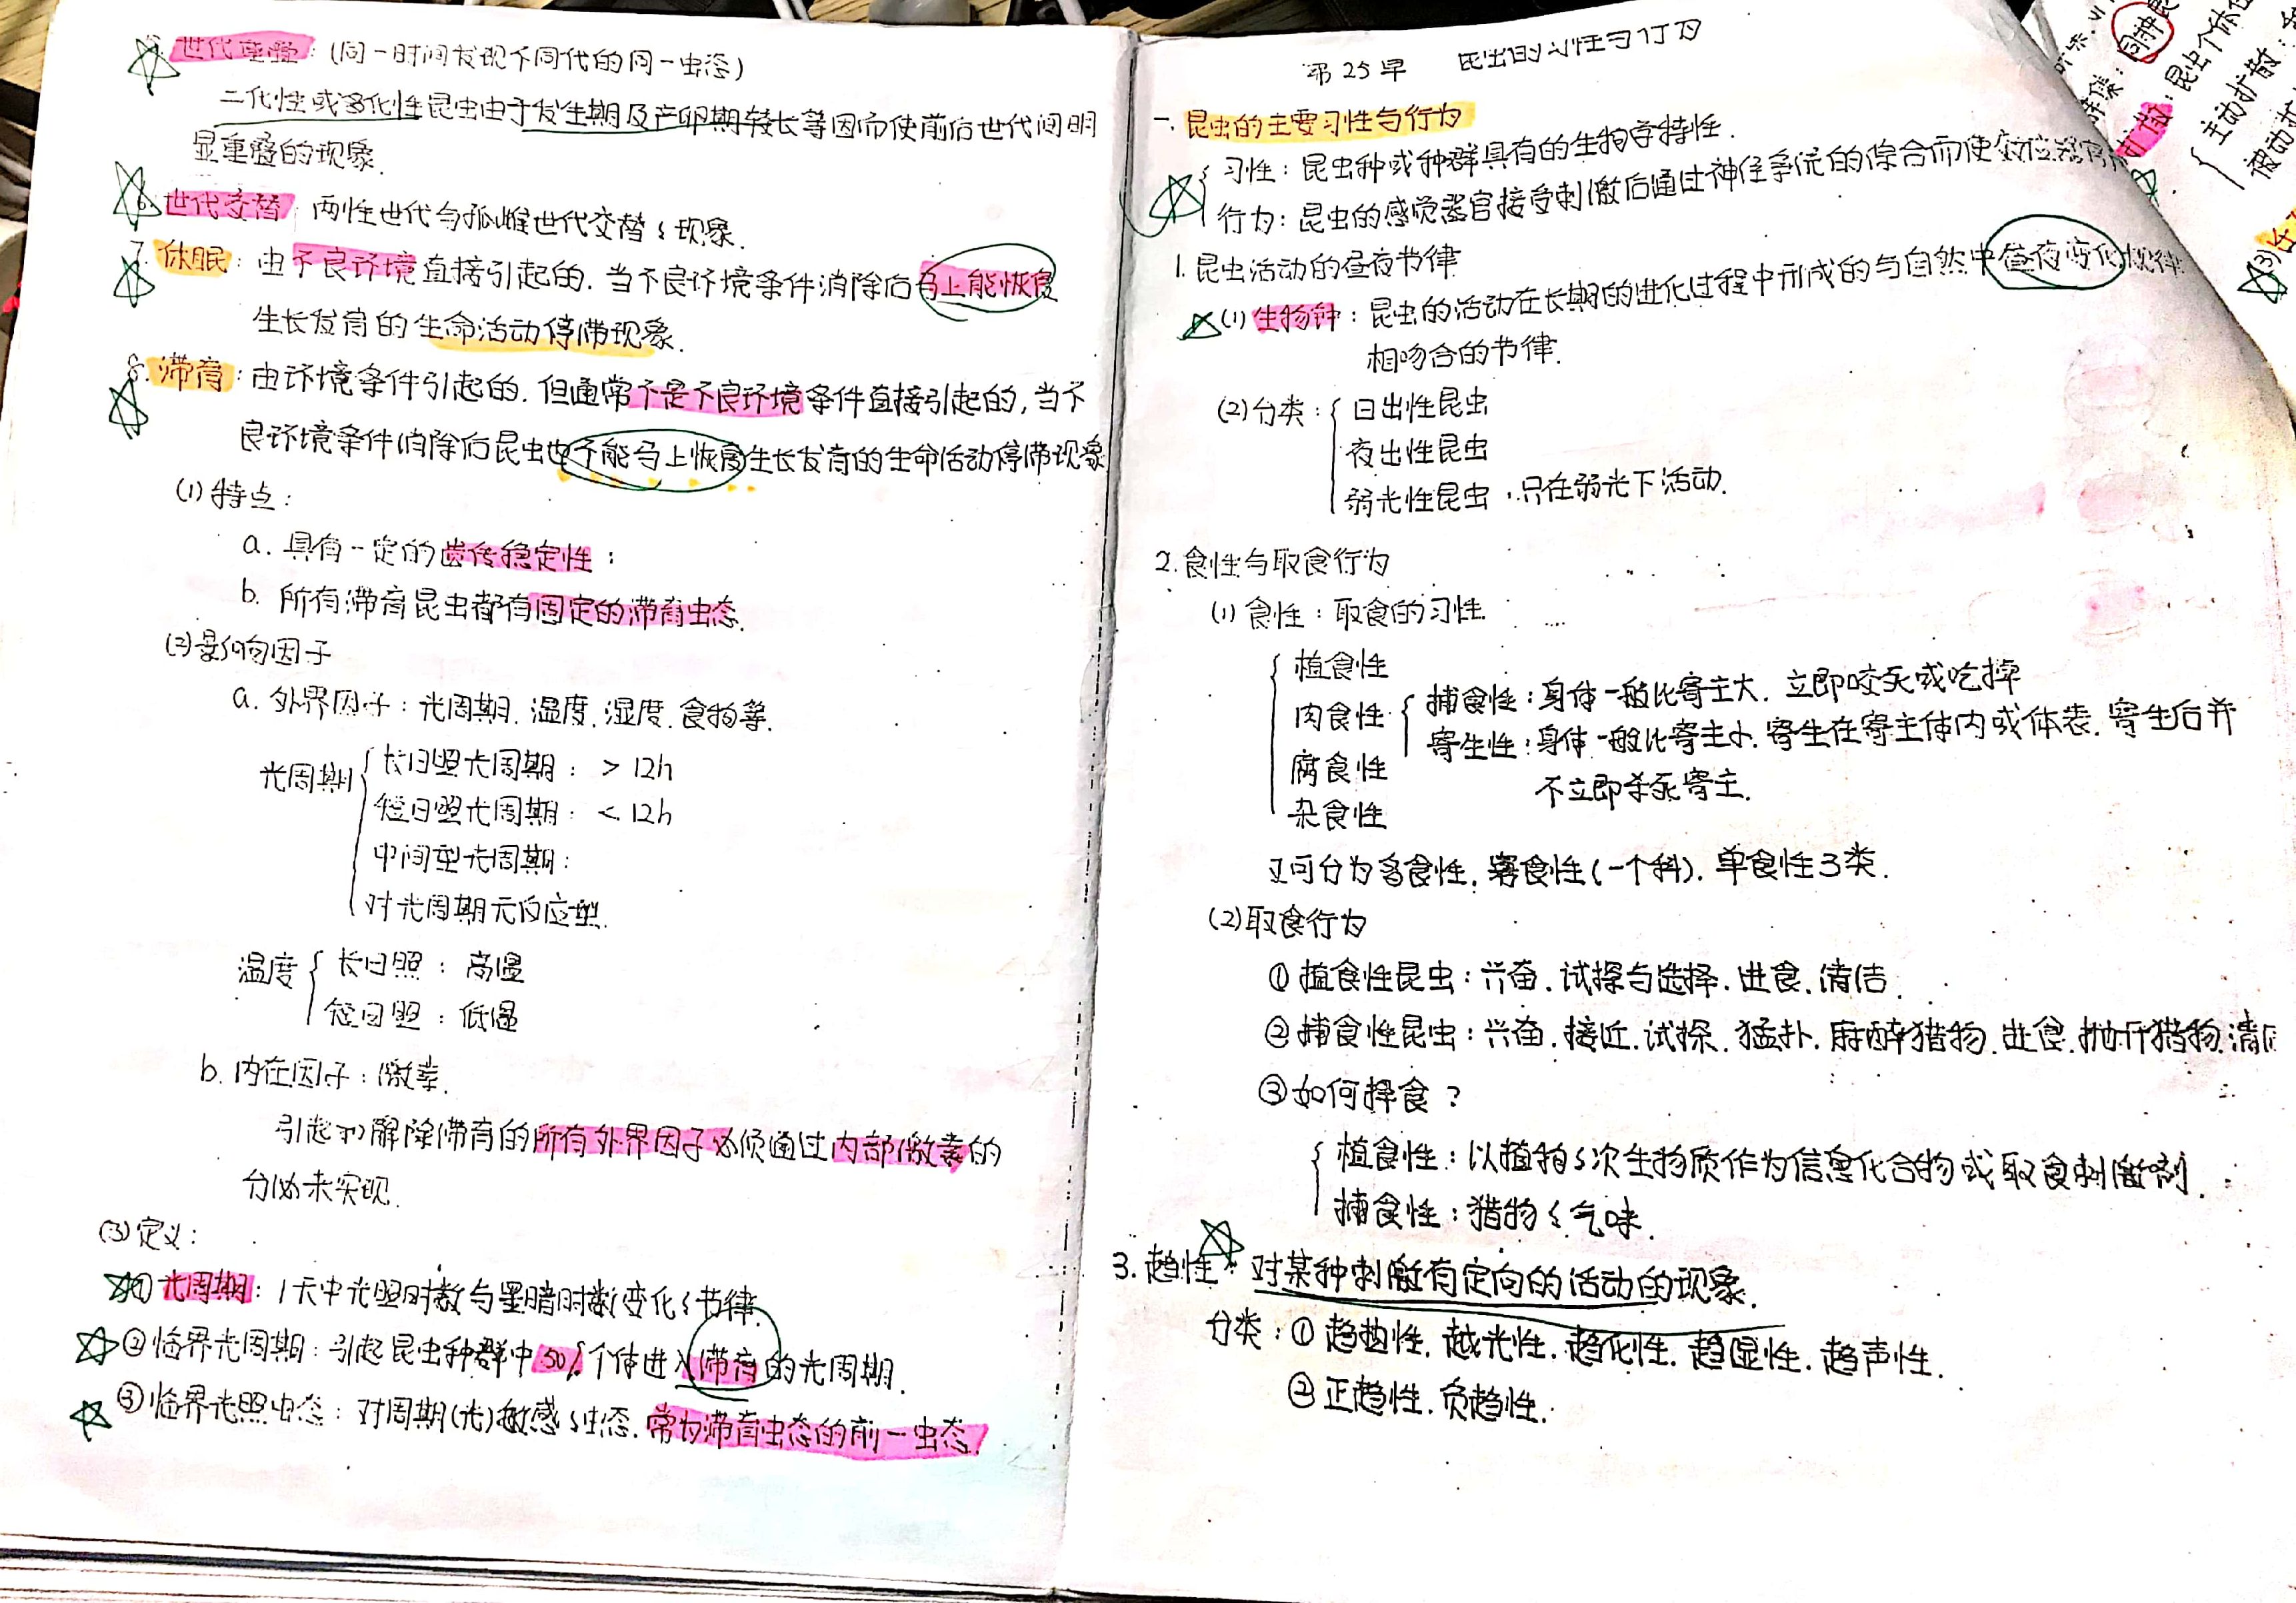 5. 世代重叠：(同一时间发现不同代的同一虫态)
二化性或多化性昆虫由于发生期及产卵期较长等因而使前后世代间明
显重叠的现象.
6. 世代交替 两性世代与孤雌世代交替的现象.
7. 休眠：由不良环境直接引起的. 当不良环境条件消除后马上能恢复
生长发育的生命活动停滞现象.
8. 滞育：由环境条件引起的. 但通常不是不良环境条件直接引起的, 当不
良环境条件消除后昆虫也不能马上恢复生长发育的生命活动停滞现象
(1) 特点：
a. 具有一定的遗传稳定性；
b. 所有滞育昆虫都有固定的滞育虫态.
(2) 影响因子
a. 外界因子：光周期. 温度. 湿度. 食物等.
光周期
长日照光周期：> 12h
短日照光周期：< 12h
中间型光周期：
对光周期无反应型.
温度
长日照：高温
短日照：低温
b. 内在因子：激素.
引起和解除滞育的所有外界因子必须通过内部激素的
分泌来实现.
(3) 定义：
① 光周期：1天中光照时数与黑暗时数变化的节律.
② 临界光周期：引起昆虫种群中50%个体进入滞育的光周期.
③ 临界光照虫态：对周期(光)敏感的虫态. 常为滞育虫态的前一虫态.
第25章 昆虫的习性与行为
一. 昆虫的主要习性与行为
习性：昆虫种或种群具有的生物学特性.
行为：昆虫的感觉器官接受刺激后通过神经系统的综合而使效应器官
1. 昆虫活动的昼夜节律
(1) 生物钟：昆虫的活动在长期的进化过程中形成的与自然中昼夜变化规律
相吻合的节律.
(2) 分类：
日出性昆虫
夜出性昆虫
弱光性昆虫：只在弱光下活动.
2. 食性与取食行为
(1) 食性：取食的习性
植食性
肉食性
捕食性：身体一般比寄主大. 立即咬死或吃掉
寄生性：身体一般比寄主小. 寄生在寄主体内或体表. 寄生后并
不立即杀死寄主.
腐食性
杂食性
又可分为多食性. 寡食性(一个科). 单食性3类.
(2) 取食行为
① 植食性昆虫：兴奋. 试探与选择. 进食. 清洁.
② 捕食性昆虫：兴奋. 接近. 试探. 猛扑. 麻醉猎物. 进食. 抛开猎物. 清
③ 如何择食?
植食性：以植物的次生物质作为信息化合物或取食刺激剂.
捕食性：猎物的气味.
3. 趋性：对某种刺激有定向的活动的现象.
分类：① 趋热性. 趋光性. 趋化性. 趋湿性. 趋声性.
② 正趋性. 负趋性.
昆虫个体
主动扩散：
被动扩